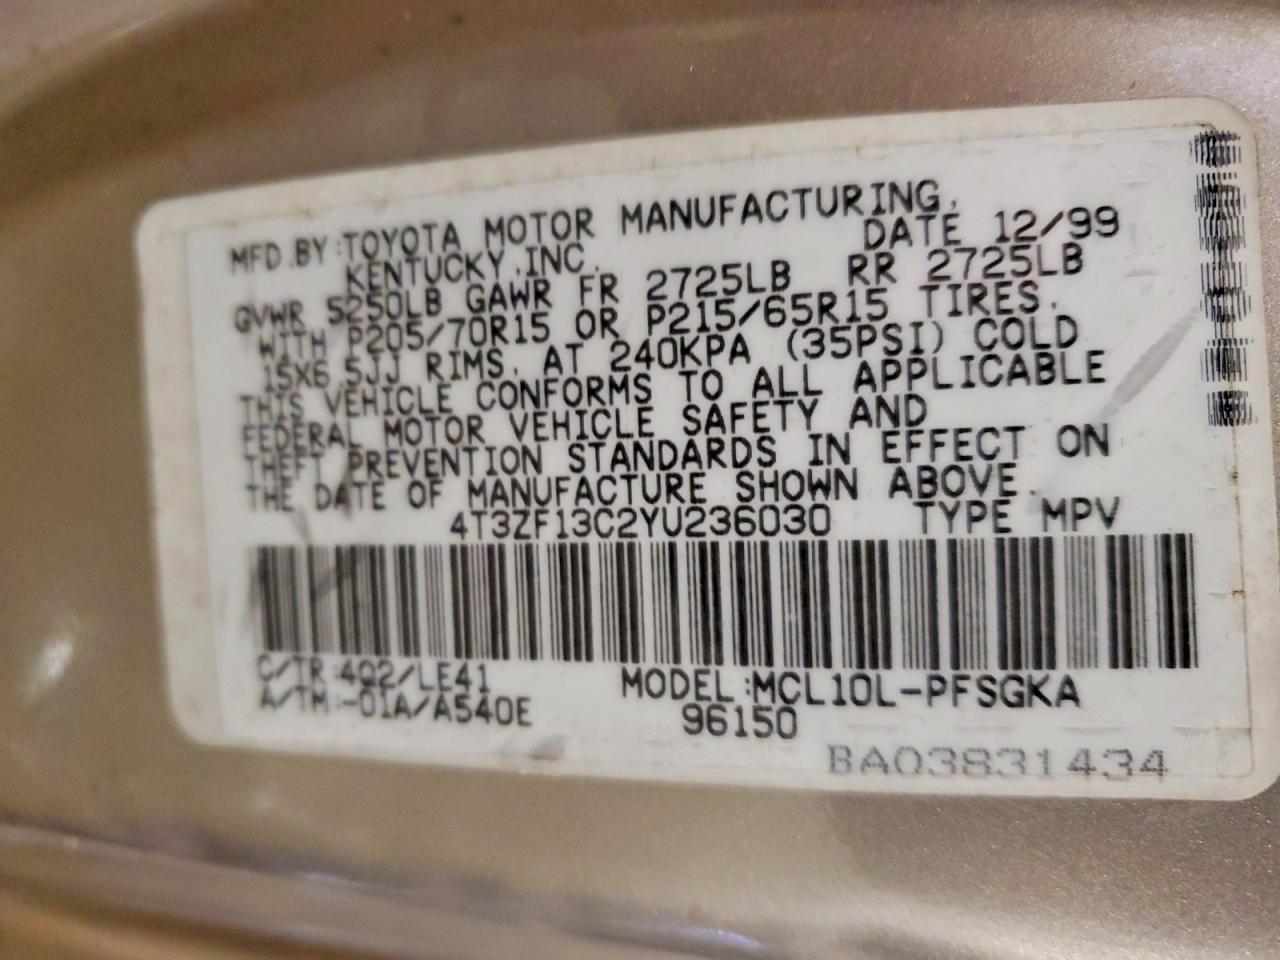 MFD.BY:TOYOTA MOTOR MANUFACTURING,
KENTUCKY,INC. DATE 12/99
GVWR 5250LB GAWR FR 2725LB RR 2725LB
WITH P205/70R15 OR P215/65R15 TIRES,
15X6.5JJ RIMS, AT 240KPA (35PSI) COLD
THIS VEHICLE CONFORMS TO ALL APPLICABLE
FEDERAL MOTOR VEHICLE SAFETY AND
THEFT PREVENTION STANDARDS IN EFFECT ON
THE DATE OF MANUFACTURE SHOWN ABOVE.
4T3ZF13C2YU236030 TYPE MPV
C/TR:4Q2/LE41 MODEL:MCL10L-PFSGKA
A/TM:-01A/A540E 96150
BA03831434